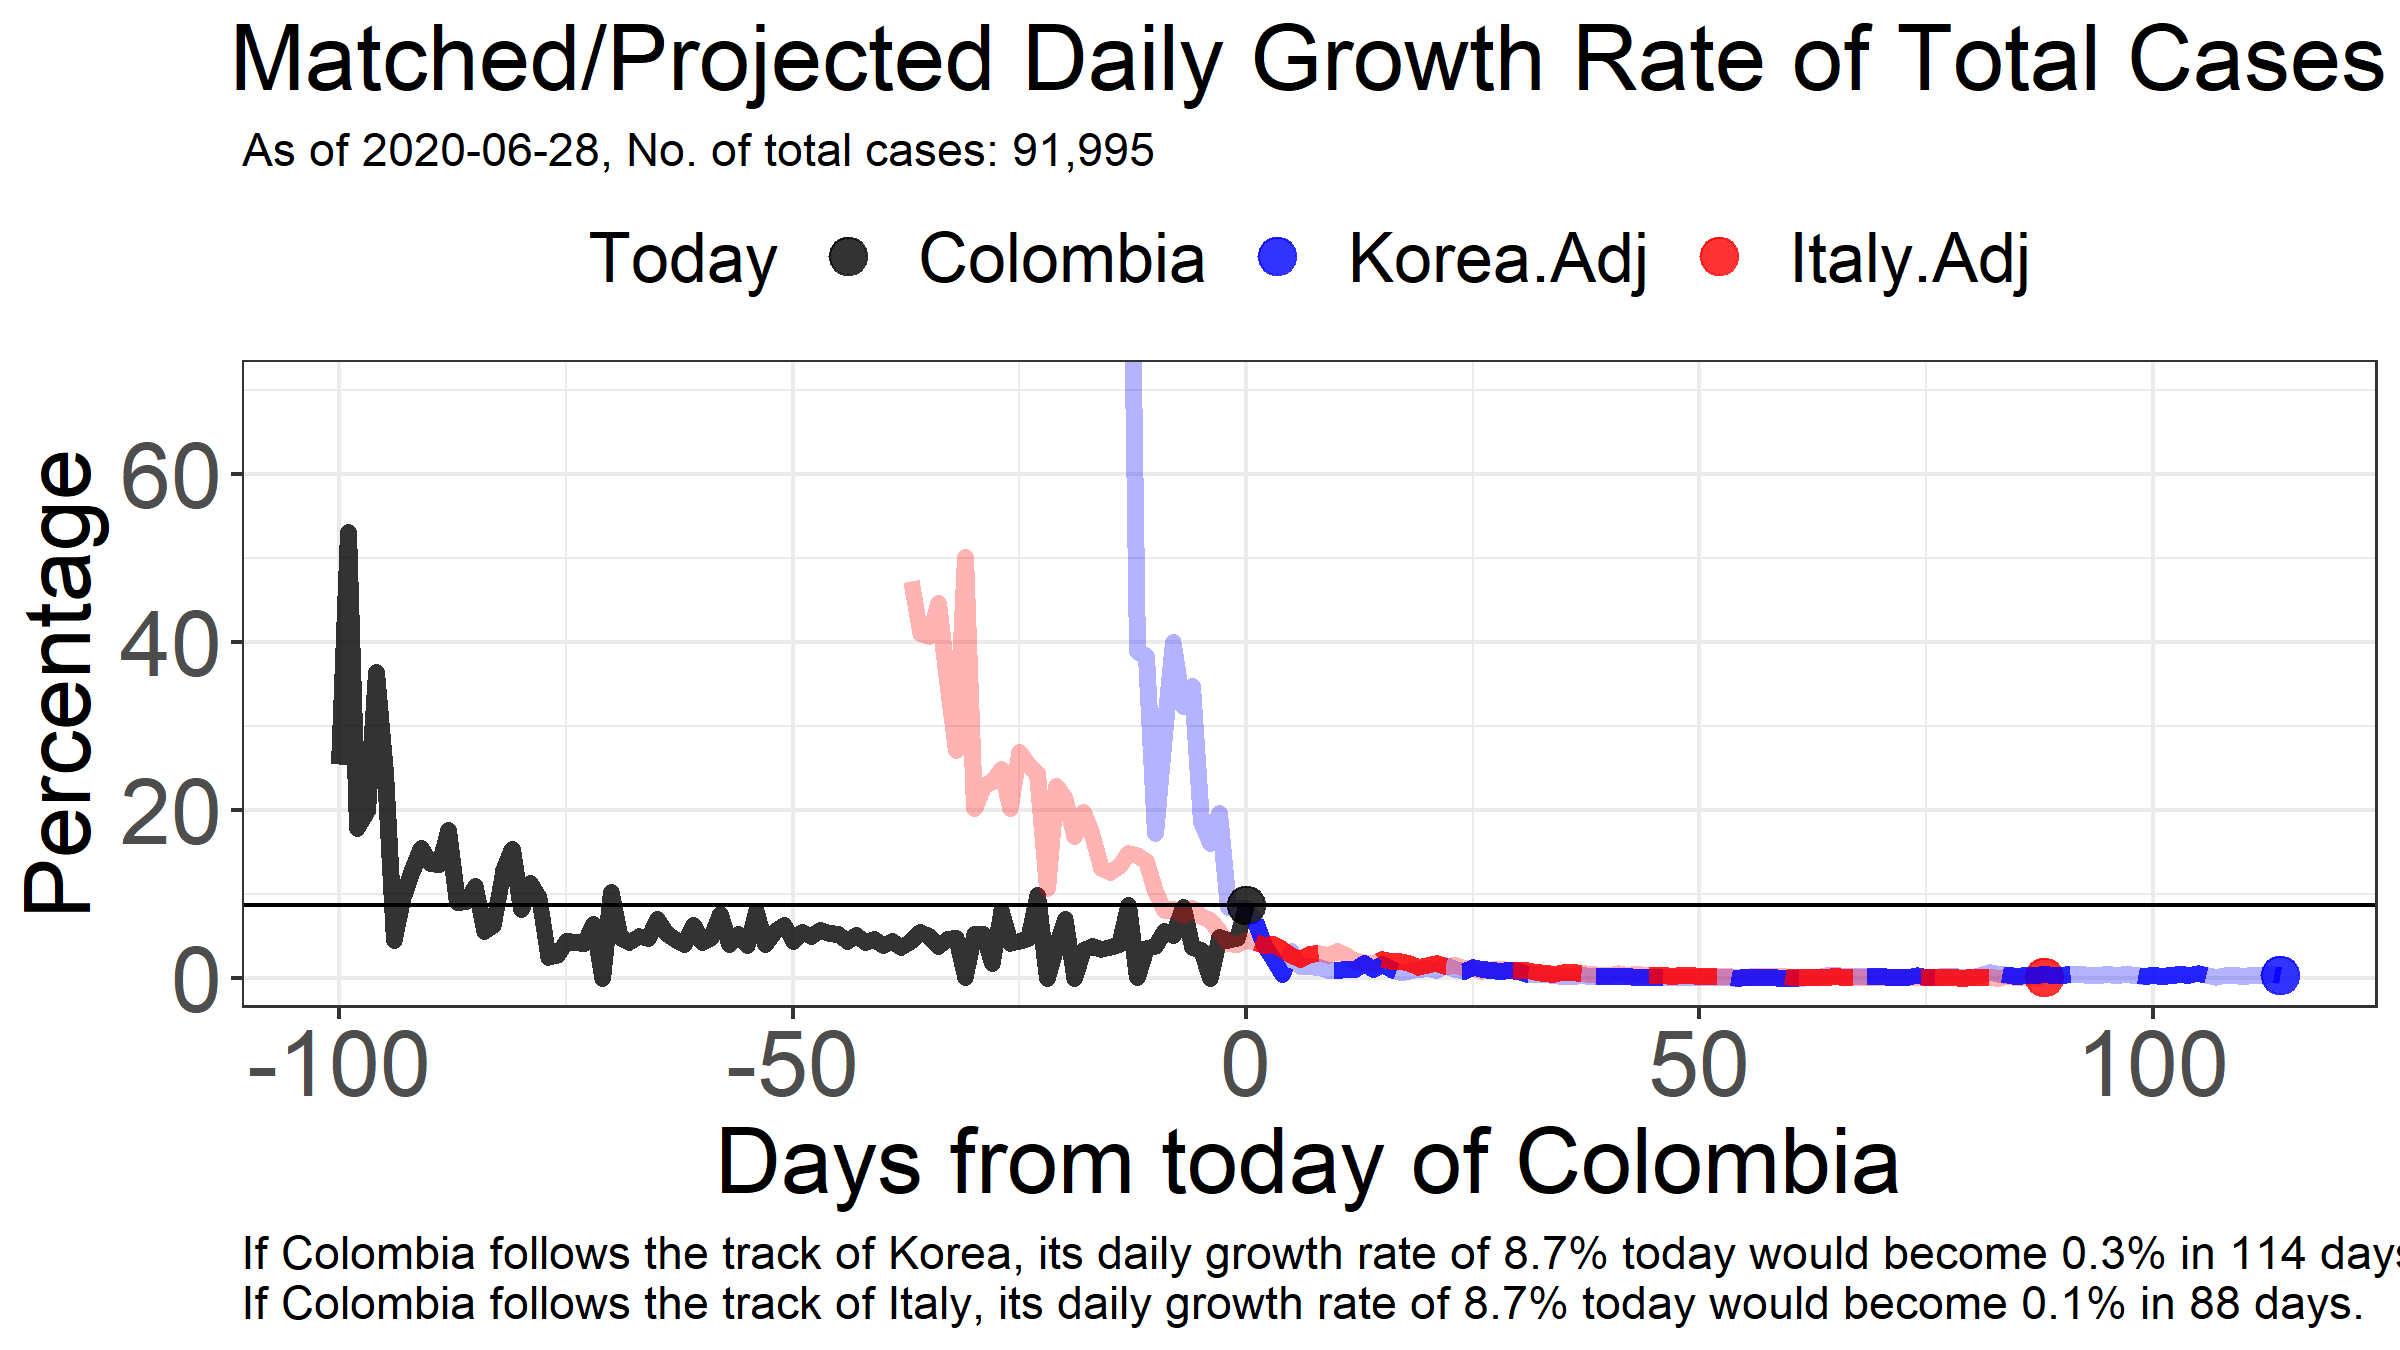 Matched/Projected Daily Growth Rate of Total Cases
As of 2020-06-28, No. of total cases: 91,995
Today Colombia Korea.Adj Italy.Adj
Percentage
60
40
20
0
-100 -50 0 50 100
Days from today of Colombia
If Colombia follows the track of Korea, its daily growth rate of 8.7% today would become 0.3% in 114 days
If Colombia follows the track of Italy, its daily growth rate of 8.7% today would become 0.1% in 88 days.